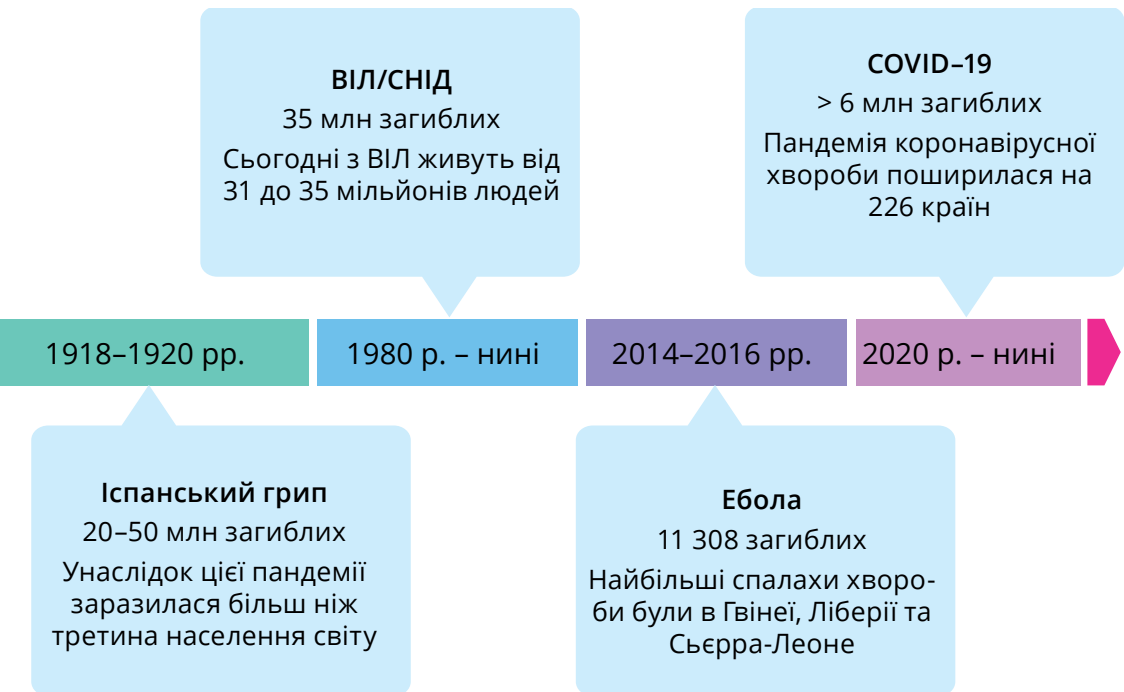 ВІЛ/СНІД
35 млн загиблих
Сьогодні з ВІЛ живуть від
31 до 35 мільйонів людей
COVID–19
> 6 млн загиблих
Пандемія коронавірусної
хвороби поширилася на
226 країн
1918–1920 рр.
1980 р. – нині
2014–2016 рр.
2020 р. – нині
Іспанський грип
20–50 млн загиблих
Унаслідок цієї пандемії
заразилася більш ніж
третина населення світу
Ебола
11 308 загиблих
Найбільші спалахи хворо-
би були в Гвінеї, Ліберії та
Сьєрра-Леоне